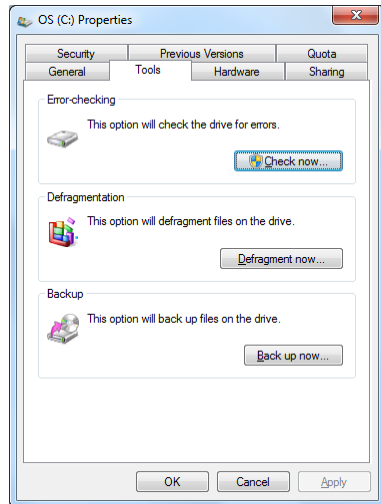 OS (C:) Properties
Security Previous Versions Quota
General Tools Hardware Sharing
Error-checking
This option will check the drive for errors.
Check now...
Defragmentation
This option will defragment files on the drive.
Defragment now...
Backup
This option will back up files on the drive.
Back up now...
OK Cancel Apply